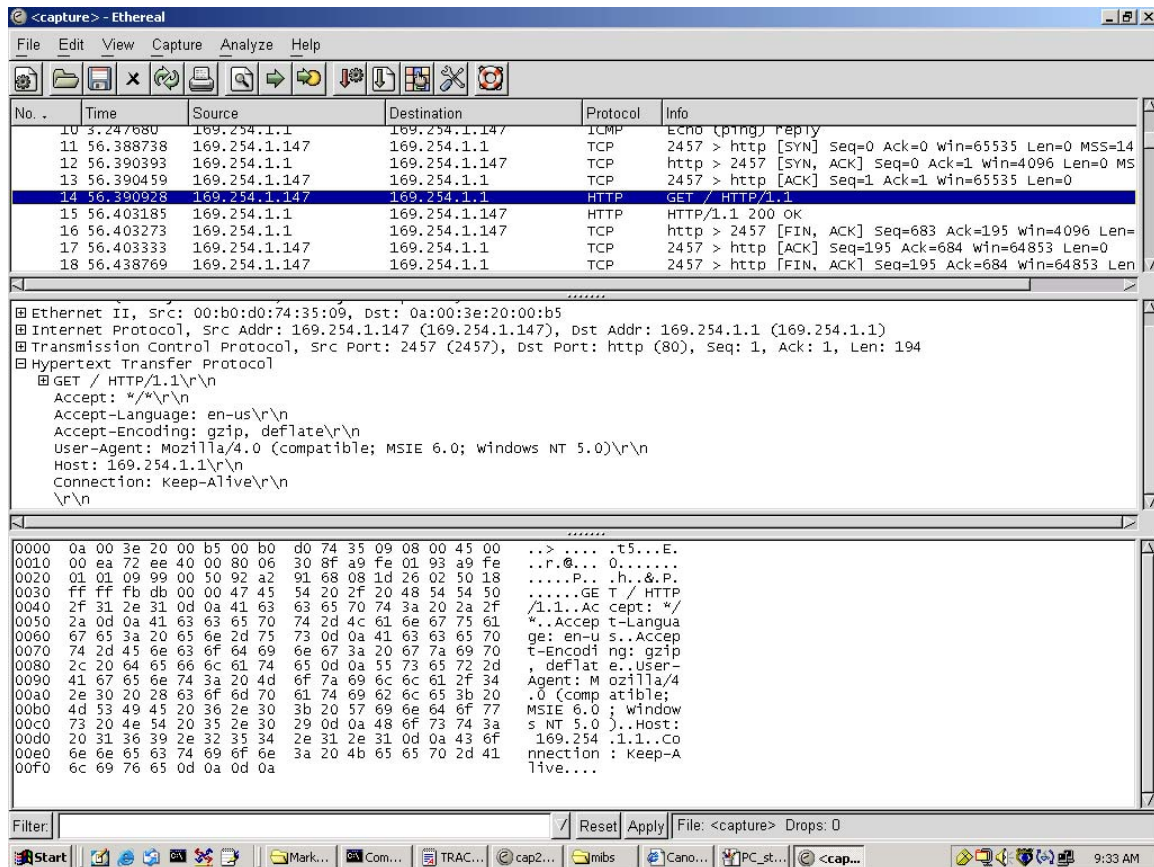 <capture> - Ethereal
File Edit View Capture Analyze Help
No. . Time Source Destination Protocol Info
10 3.247680 169.254.1.1 169.254.1.147 ICMP Echo (ping) reply
11 56.388738 169.254.1.147 169.254.1.1 TCP 2457 > http [SYN] Seq=0 Ack=0 Win=65535 Len=0 MSS=14
12 56.390393 169.254.1.1 169.254.1.147 TCP http > 2457 [SYN, ACK] Seq=0 Ack=1 Win=4096 Len=0 MS
13 56.390459 169.254.1.147 169.254.1.1 TCP 2457 > http [ACK] Seq=1 Ack=1 Win=65535 Len=0
14 56.390928 169.254.1.147 169.254.1.1 HTTP GET / HTTP/1.1
15 56.403185 169.254.1.1 169.254.1.147 HTTP HTTP/1.1 200 OK
16 56.403273 169.254.1.1 169.254.1.147 TCP http > 2457 [FIN, ACK] Seq=683 Ack=195 Win=4096 Len=
17 56.403333 169.254.1.147 169.254.1.1 TCP 2457 > http [ACK] Seq=195 Ack=684 Win=64853 Len=0
18 56.438769 169.254.1.147 169.254.1.1 TCP 2457 > http [FIN, ACK] Seq=195 Ack=684 Win=64853 Len
Ethernet II, Src: 00:b0:d0:74:35:09, Dst: 0a:00:3e:20:00:b5
Internet Protocol, Src Addr: 169.254.1.147 (169.254.1.147), Dst Addr: 169.254.1.1 (169.254.1.1)
Transmission Control Protocol, Src Port: 2457 (2457), Dst Port: http (80), Seq: 1, Ack: 1, Len: 194
Hypertext Transfer Protocol
GET / HTTP/1.1\r\n
Accept: */*\r\n
Accept-Language: en-us\r\n
Accept-Encoding: gzip, deflate\r\n
User-Agent: Mozilla/4.0 (compatible; MSIE 6.0; Windows NT 5.0)\r\n
Host: 169.254.1.1\r\n
Connection: Keep-Alive\r\n
\r\n
0000 0a 00 3e 20 00 b5 00 b0 d0 74 35 09 08 00 45 00 ..> .... .t5...E.
0010 00 ea 72 ee 40 00 80 06 30 8f a9 fe 01 93 a9 fe ..r.@... 0.......
0020 01 01 09 99 00 50 92 a2 91 68 08 1d 26 02 50 18 .....P.. .h..&.P.
0030 ff ff fb db 00 00 47 45 54 20 2f 20 48 54 54 50 ......GE T / HTTP
0040 2f 31 2e 31 0d 0a 41 63 63 65 70 74 3a 20 2a 2f /1.1..Ac cept: */
0050 2a 0d 0a 41 63 63 65 70 74 2d 4c 61 6e 67 75 61 *..Accep t-Langua
0060 67 65 3a 20 65 6e 2d 75 73 0d 0a 41 63 63 65 70 ge: en-u s..Accep
0070 74 2d 45 6e 63 6f 64 69 6e 67 3a 20 67 7a 69 70 t-Encodi ng: gzip
0080 2c 20 64 65 66 6c 61 74 65 0d 0a 55 73 65 72 2d , deflat e..User-
0090 41 67 65 6e 74 3a 20 4d 6f 7a 69 6c 6c 61 2f 34 Agent: M ozilla/4
00a0 2e 30 20 28 63 6f 6d 70 61 74 69 62 6c 65 3b 20 .0 (comp atible;
00b0 4d 53 49 45 20 36 2e 30 3b 20 57 69 6e 64 6f 77 MSIE 6.0 ; Window
00c0 73 20 4e 54 20 35 2e 30 29 0d 0a 48 6f 73 74 3a s NT 5.0 )..Host:
00d0 20 31 36 39 2e 32 35 34 2e 31 2e 31 0d 0a 43 6f 169.254 .1.1..Co
00e0 6e 6e 65 63 74 69 6f 6e 3a 20 4b 65 65 70 2d 41 nnection : Keep-A
00f0 6c 69 76 65 0d 0a 0d 0a live....
Filter: Reset Apply File: <capture> Drops: 0
Start Mark... Com... TRAC... cap2... mibs Cano... PC_st... <cap... 9:33 AM